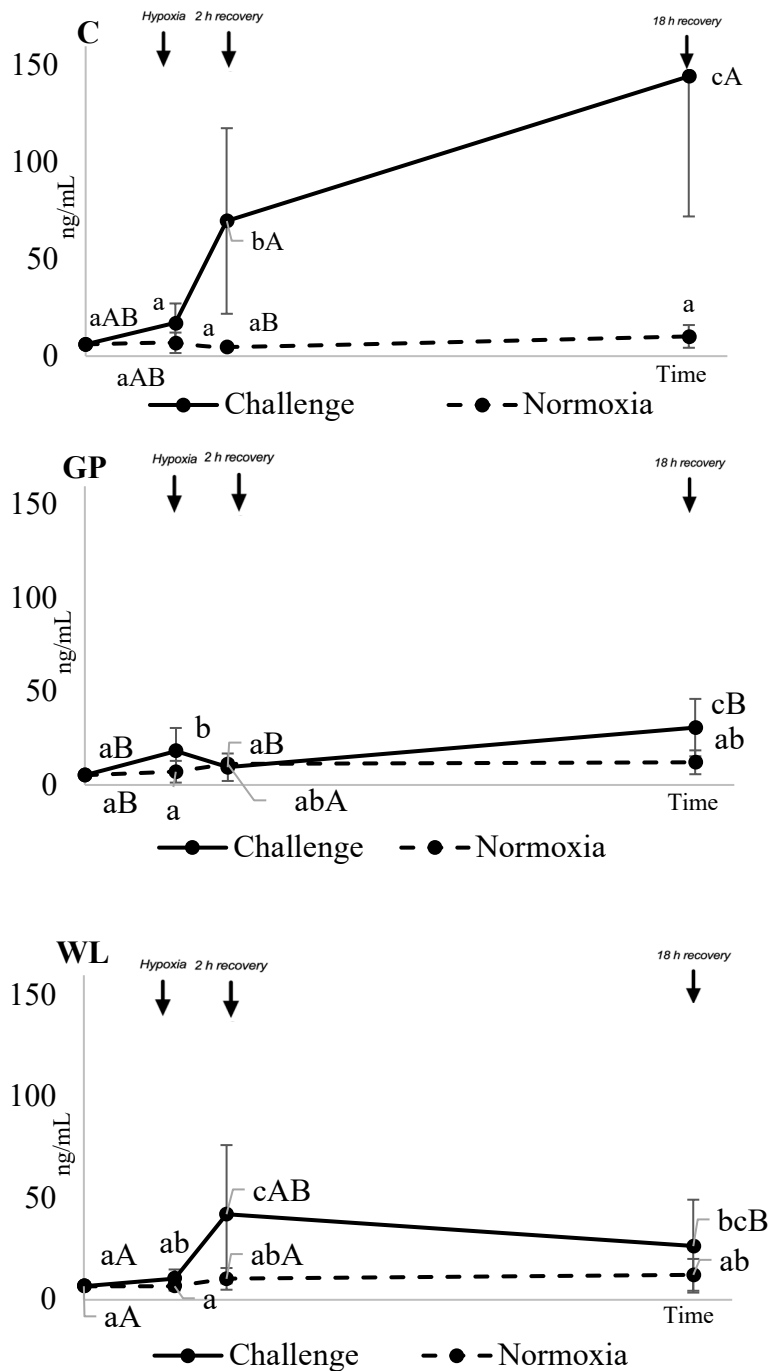 C
Hypoxia 2 h recovery 18 h recovery
150
100
50
0
ng/mL
cA
bA
aAB a a aB a
aAB
Time
Challenge Normoxia
GP
Hypoxia 2 h recovery 18 h recovery
150
100
50
0
ng/mL
cB
aB b aB ab
aB a abA
Time
Challenge Normoxia
WL
Hypoxia 2 h recovery 18 h recovery
150
100
50
0
ng/mL
cAB bcB
aA ab abA ab
aA a
Time
Challenge Normoxia